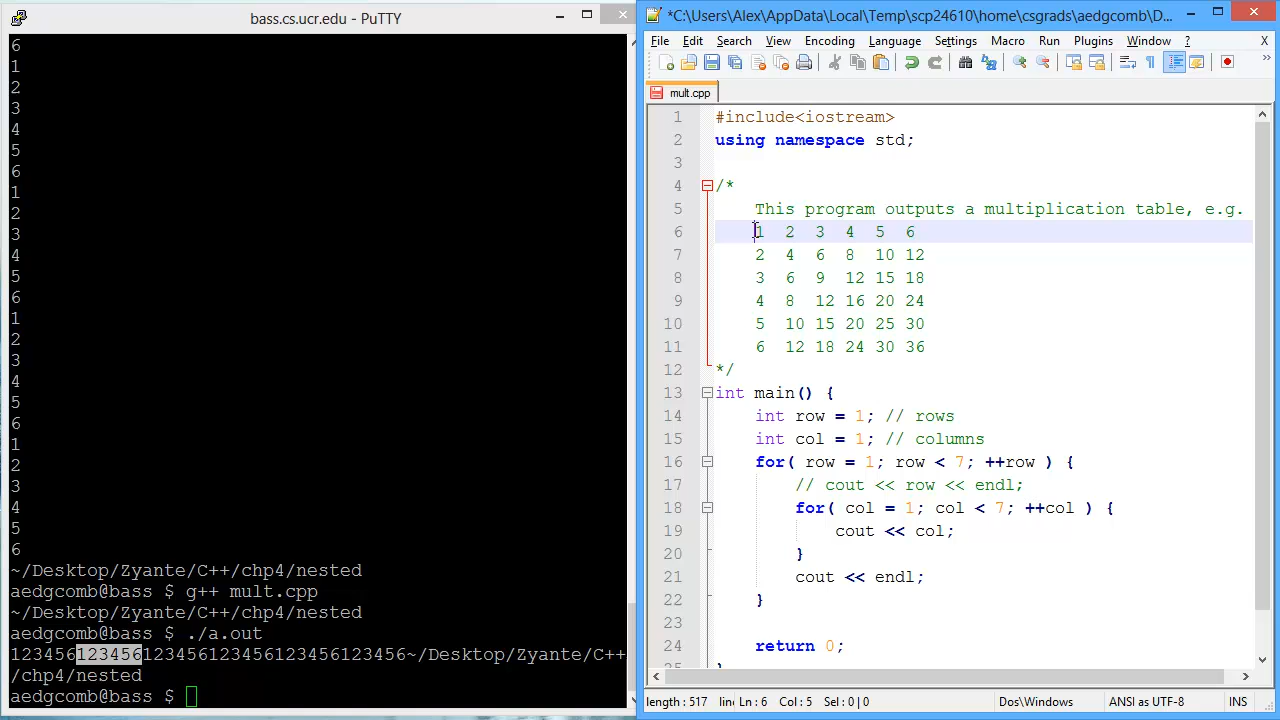 bass.cs.ucr.edu - PuTTY
6
1
2
3
4
5
6
1
2
3
4
5
6
1
2
3
4
5
6
1
2
3
4
5
6
~/Desktop/Zyante/C++/chp4/nested
aedgcomb@bass $ g++ mult.cpp
~/Desktop/Zyante/C++/chp4/nested
aedgcomb@bass $ ./a.out
123456123456123456123456123456123456~/Desktop/Zyante/C++
/chp4/nested
aedgcomb@bass $
*C:\Users\Alex\AppData\Local\Temp\scp24610\home\csgrads\aedgcomb\D...
File Edit Search View Encoding Language Settings Macro Run Plugins Window ? X
mult.cpp
1 #include<iostream>
2 using namespace std;
3
4 /*
5 This program outputs a multiplication table, e.g.
6 1 2 3 4 5 6
7 2 4 6 8 10 12
8 3 6 9 12 15 18
9 4 8 12 16 20 24
10 5 10 15 20 25 30
11 6 12 18 24 30 36
12 */
13 int main() {
14 int row = 1; // rows
15 int col = 1; // columns
16 for( row = 1; row < 7; ++row ) {
17 // cout << row << endl;
18 for( col = 1; col < 7; ++col ) {
19 cout << col;
20 }
21 cout << endl;
22 }
23
24 return 0;
length : 517 line Ln : 6 Col : 5 Sel : 0 | 0 Dos\Windows ANSI as UTF-8 INS